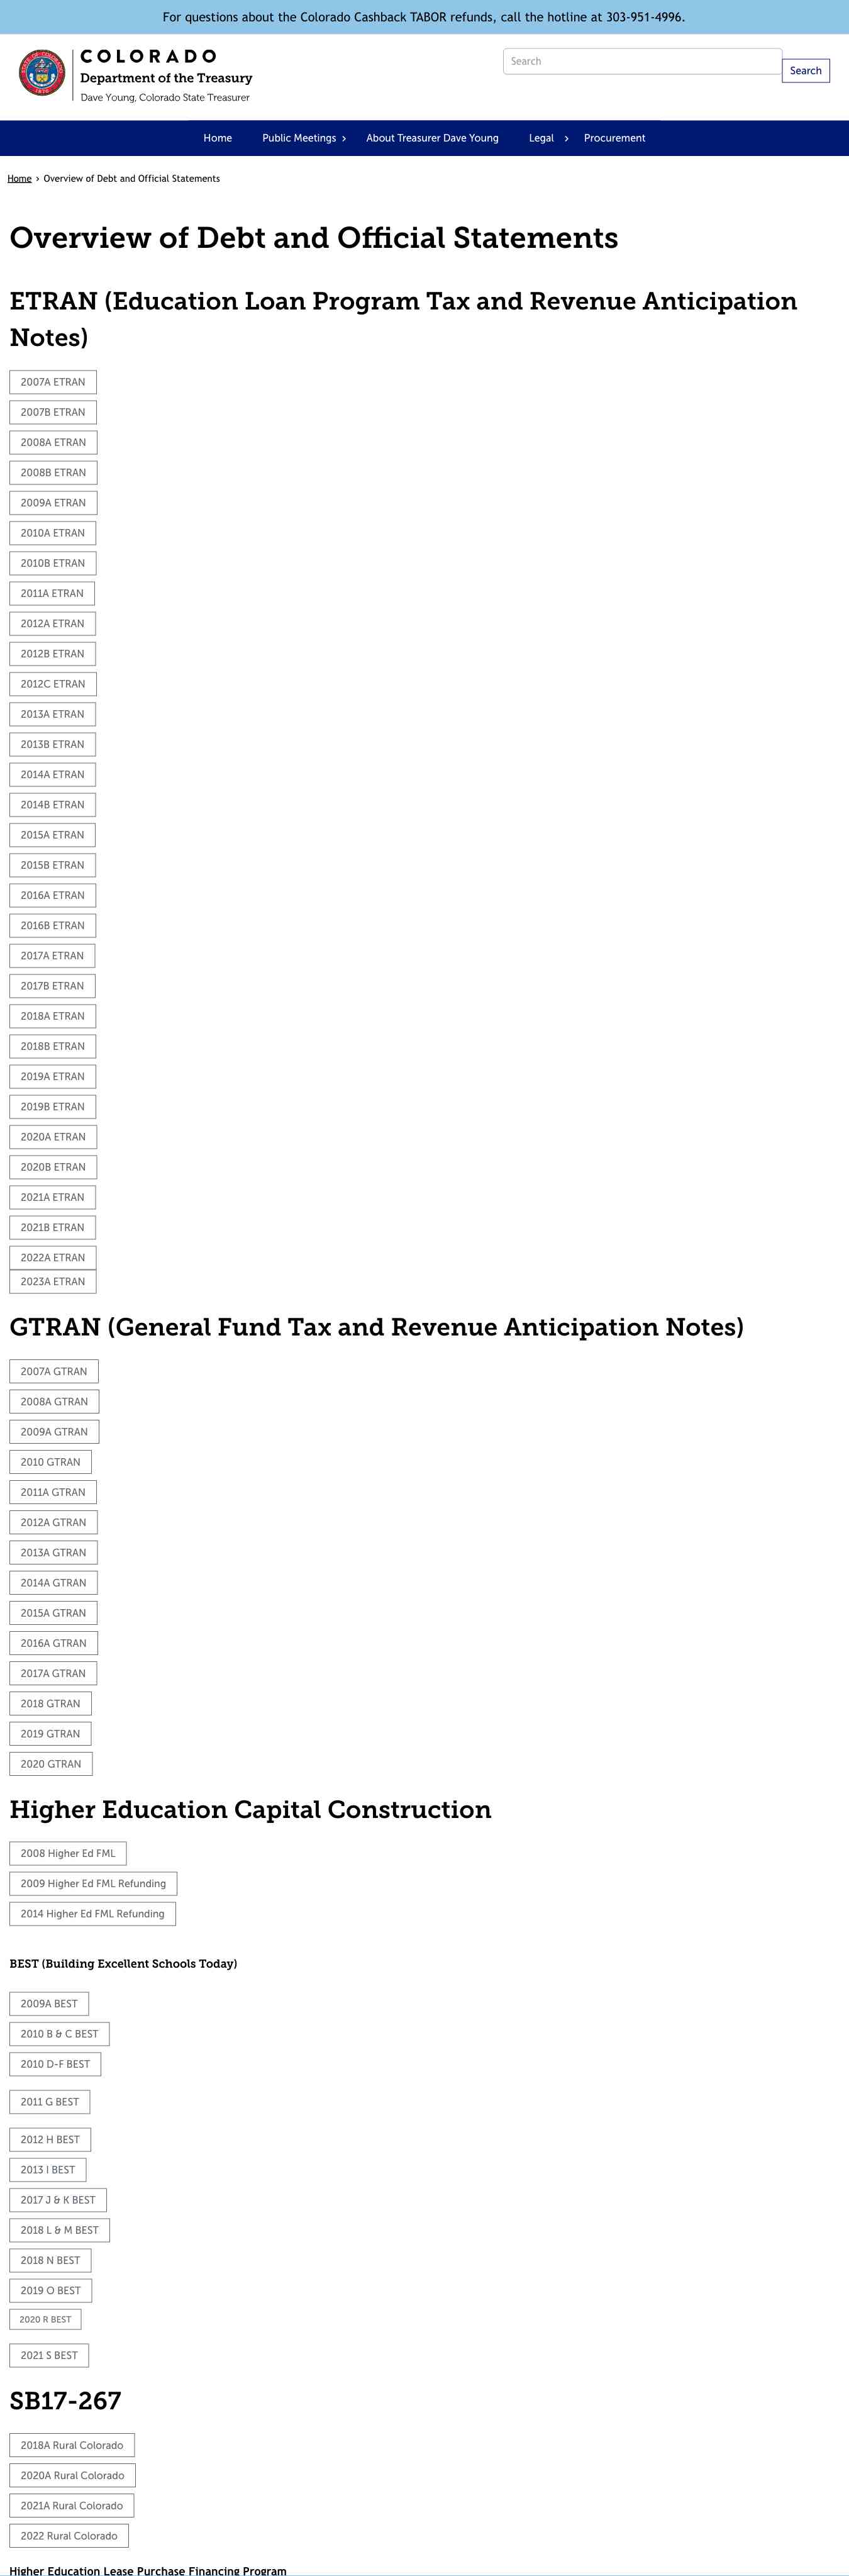 For questions about the Colorado Cashback TABOR refunds, call the hotline at 303-951-4996.
COLORADO
Department of the Treasury
Dave Young, Colorado State Treasurer
Search
Search
Home
Public Meetings
About Treasurer Dave Young
Legal
Procurement
Home › Overview of Debt and Official Statements
Overview of Debt and Official Statements
ETRAN (Education Loan Program Tax and Revenue Anticipation
Notes)
2007A ETRAN
2007B ETRAN
2008A ETRAN
2008B ETRAN
2009A ETRAN
2010A ETRAN
2010B ETRAN
2011A ETRAN
2012A ETRAN
2012B ETRAN
2012C ETRAN
2013A ETRAN
2013B ETRAN
2014A ETRAN
2014B ETRAN
2015A ETRAN
2015B ETRAN
2016A ETRAN
2016B ETRAN
2017A ETRAN
2017B ETRAN
2018A ETRAN
2018B ETRAN
2019A ETRAN
2019B ETRAN
2020A ETRAN
2020B ETRAN
2021A ETRAN
2021B ETRAN
2022A ETRAN
2023A ETRAN
GTRAN (General Fund Tax and Revenue Anticipation Notes)
2007A GTRAN
2008A GTRAN
2009A GTRAN
2010 GTRAN
2011A GTRAN
2012A GTRAN
2013A GTRAN
2014A GTRAN
2015A GTRAN
2016A GTRAN
2017A GTRAN
2018 GTRAN
2019 GTRAN
2020 GTRAN
Higher Education Capital Construction
2008 Higher Ed FML
2009 Higher Ed FML Refunding
2014 Higher Ed FML Refunding
BEST (Building Excellent Schools Today)
2009A BEST
2010 B & C BEST
2010 D-F BEST
2011 G BEST
2012 H BEST
2013 I BEST
2017 J & K BEST
2018 L & M BEST
2018 N BEST
2019 O BEST
2020 R BEST
2021 S BEST
SB17-267
2018A Rural Colorado
2020A Rural Colorado
2021A Rural Colorado
2022 Rural Colorado
Higher Education Lease Purchase Financing Program